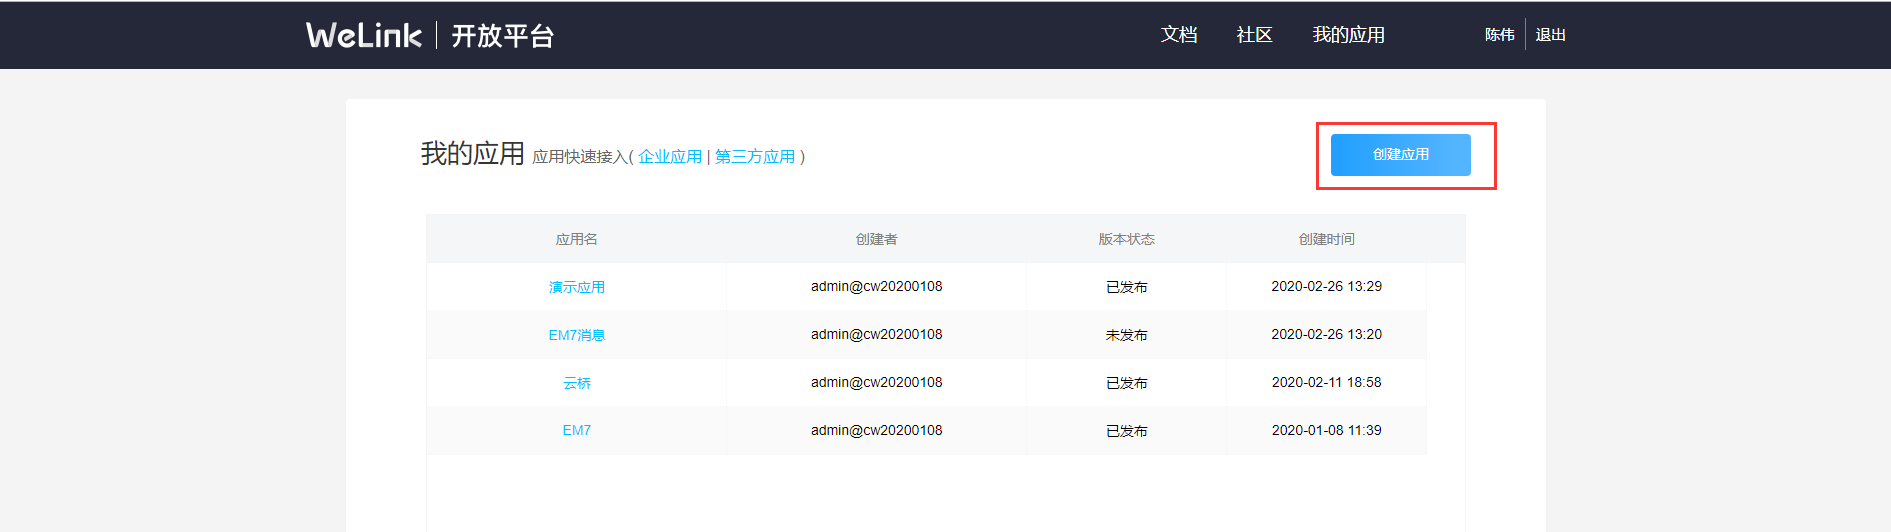 WeLink 开放平台 文档 社区 我的应用 陈伟 退出
我的应用 应用快速接入( 企业应用 | 第三方应用 ) 创建应用
应用名 创建者 版本状态 创建时间
演示应用 admin@cw20200108 已发布 2020-02-26 13:29
EM7消息 admin@cw20200108 未发布 2020-02-26 13:20
云桥 admin@cw20200108 已发布 2020-02-11 18:58
EM7 admin@cw20200108 已发布 2020-01-08 11:39